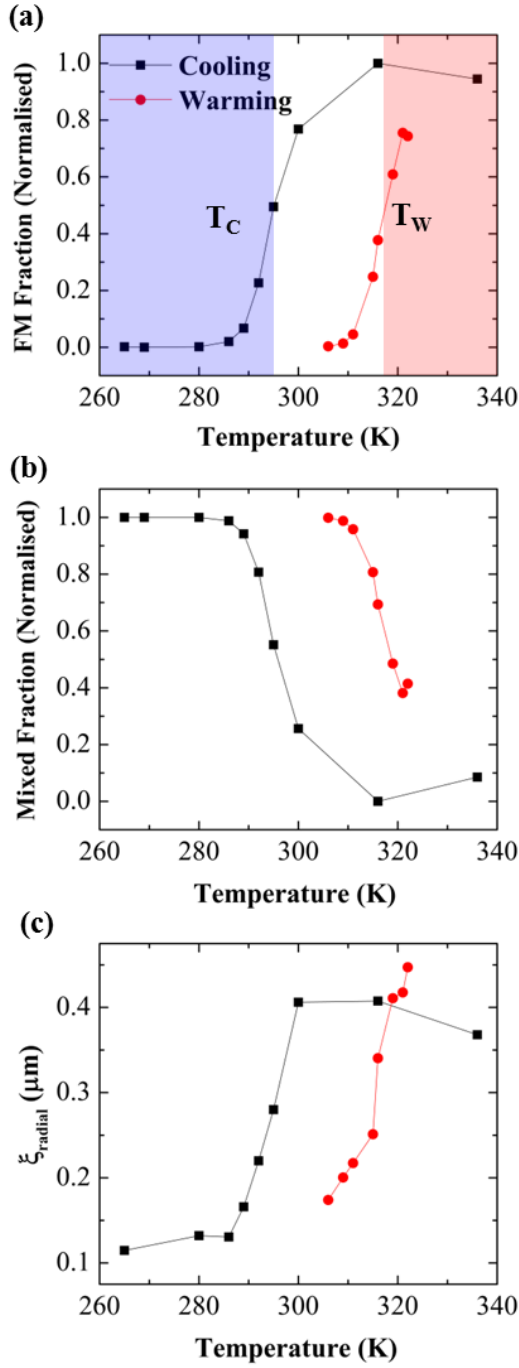 (a)
FM Fraction (Normalised)
1.0
0.8
0.6
0.4
0.2
0.0
Cooling
Warming
T_C
T_W
260 280 300 320 340
Temperature (K)
(b)
Mixed Fraction (Normalised)
1.0
0.8
0.6
0.4
0.2
0.0
260 280 300 320 340
Temperature (K)
(c)
ξ_radial (μm)
0.4
0.3
0.2
0.1
260 280 300 320 340
Temperature (K)